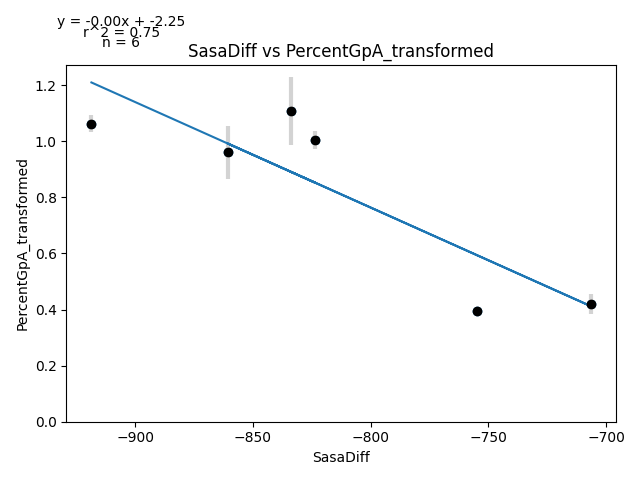 y = -0.00x + -2.25
r^2 = 0.75
n = 6
SasaDiff vs PercentGpA_transformed
PercentGpA_transformed
1.2
1.0
0.8
0.6
0.4
0.2
0.0
−900
−850
−800
−750
−700
SasaDiff